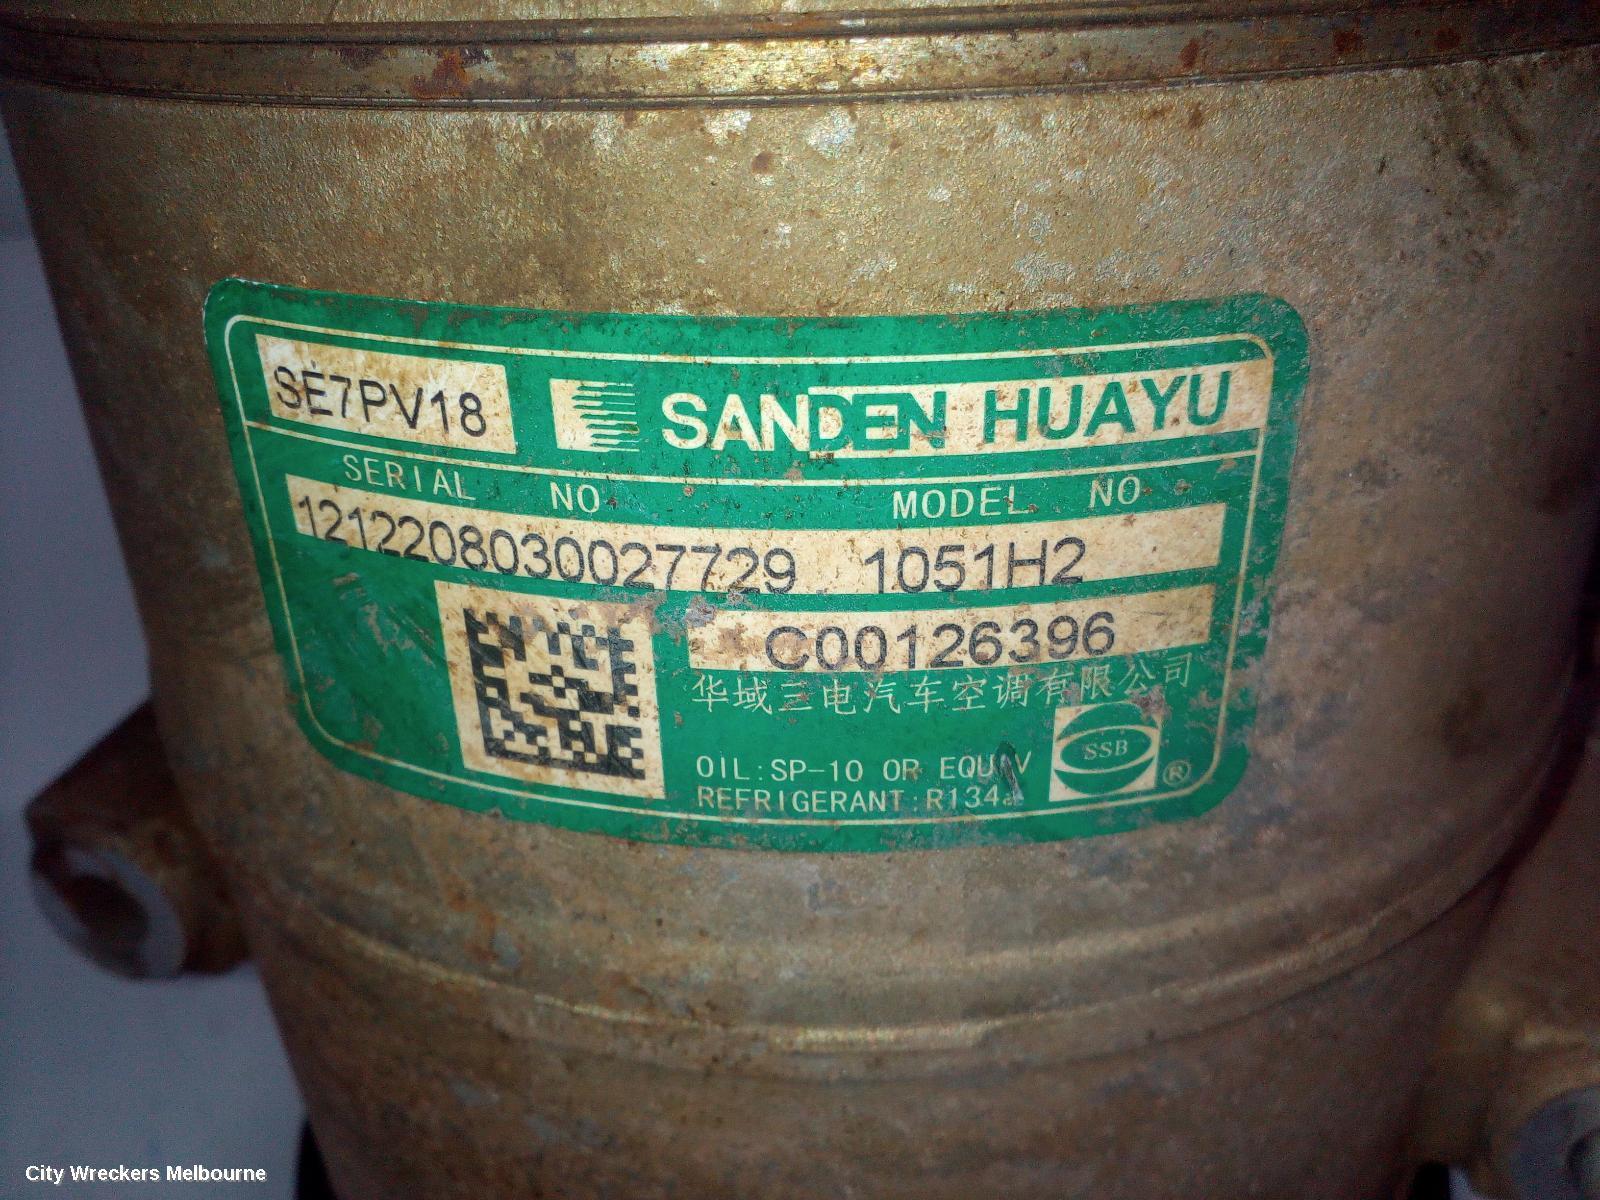 SE7PV18 SANDEN HUAYU
SERIAL NO MODEL NO
1212208030027729 1051H2
C00126396
华域三电汽车空调有限公司
SSB
®
OIL:SP-10 OR EQUIV
REFRIGERANT:R134a
City Wreckers Melbourne